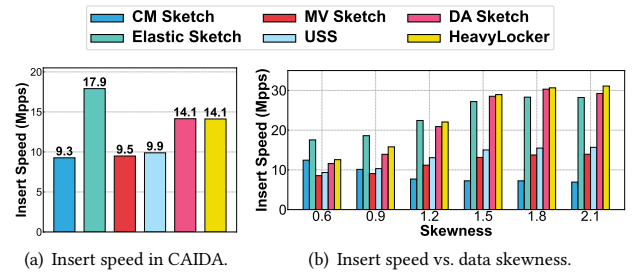 CM Sketch MV Sketch DA Sketch
Elastic Sketch USS HeavyLocker
Insert Speed (Mpps)
20
15
10
5
0
9.3 17.9 9.5 9.9 14.1 14.1
(a) Insert speed in CAIDA.
Insert Speed (Mpps)
30
20
10
0
0.6 0.9 1.2 1.5 1.8 2.1
Skewness
(b) Insert speed vs. data skewness.